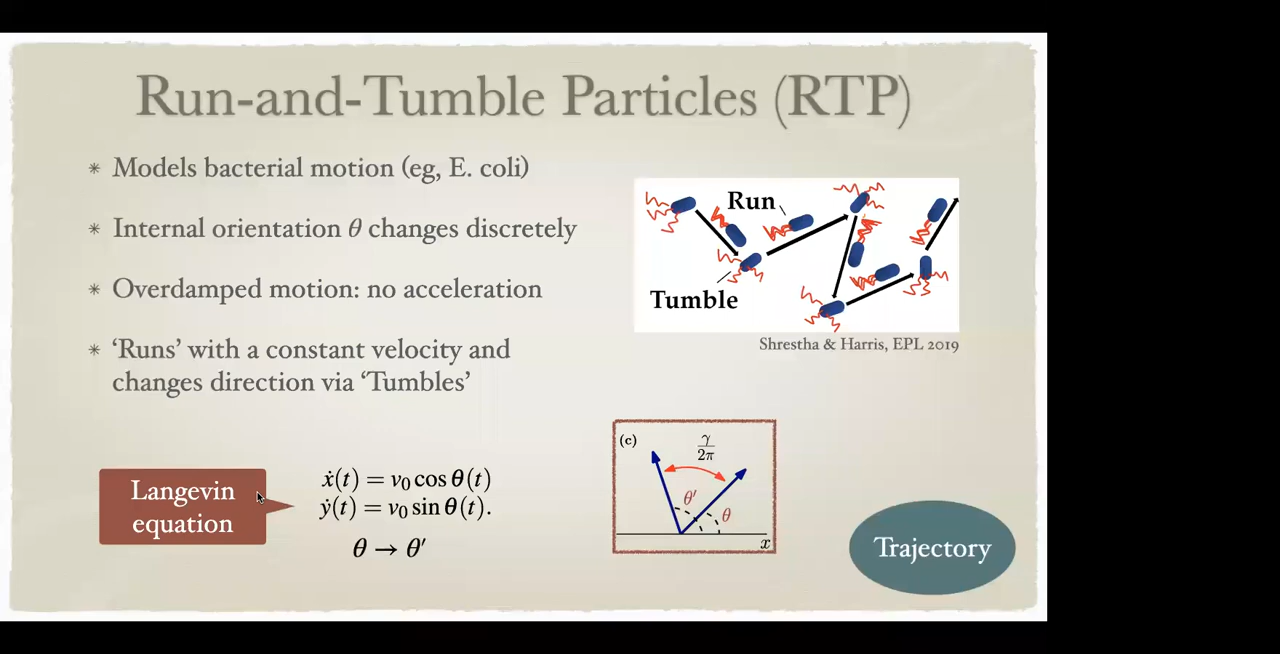 Run-and-Tumble Particles (RTP)
* Models bacterial motion (eg, E. coli)
* Internal orientation θ changes discretely
* Overdamped motion: no acceleration
* ‘Runs’ with a constant velocity and
changes direction via ‘Tumbles’
Run
Tumble
Shrestha & Harris, EPL 2019
Langevin
equation
ẋ(t) = v₀ cos θ(t)
ẏ(t) = v₀ sin θ(t).
θ → θ′
(c)
γ/2π
θ′
θ
x
Trajectory